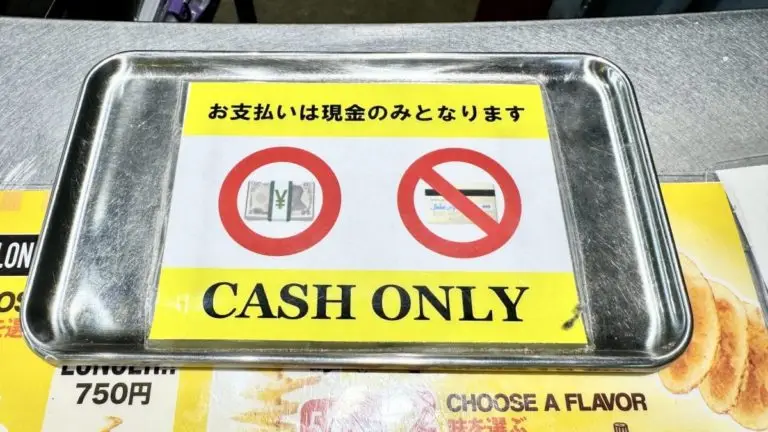 お支払いは現金のみとなります
¥
CASH ONLY
750円
CHOOSE A FLAVOR
味を選ぶ